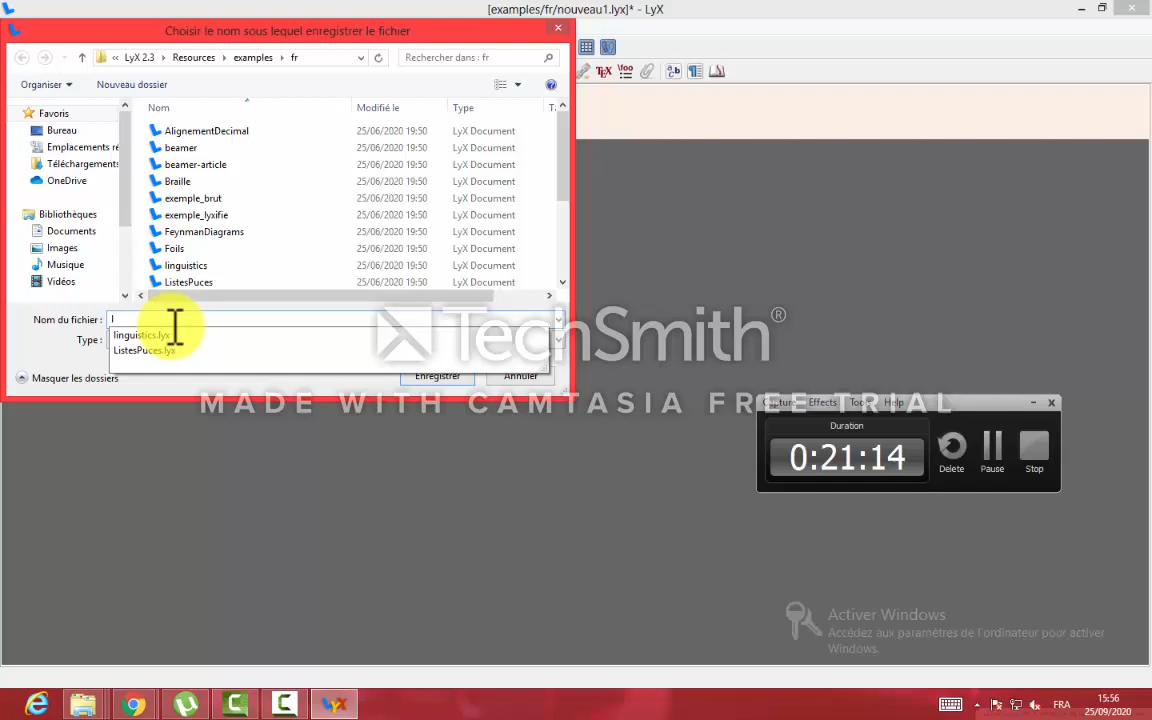 [examples/fr/nouveau1.lyx]* - LyX
Choisir le nom sous lequel enregistrer le fichier
« LyX 2.3 Resources examples fr
Rechercher dans : fr
Organiser Nouveau dossier
Nom Modifié le Type
Favoris
Bureau
Emplacements ré
Téléchargements
OneDrive
Bibliothèques
Documents
Images
Musique
Vidéos
AlignementDecimal 25/06/2020 19:50 LyX Document
beamer 25/06/2020 19:50 LyX Document
beamer-article 25/06/2020 19:50 LyX Document
Braille 25/06/2020 19:50 LyX Document
exemple_brut 25/06/2020 19:50 LyX Document
exemple_lyxifie 25/06/2020 19:50 LyX Document
FeynmanDiagrams 25/06/2020 19:50 LyX Document
Foils 25/06/2020 19:50 LyX Document
linguistics 25/06/2020 19:50 LyX Document
ListesPuces 25/06/2020 19:50 LyX Document
Nom du fichier : l
linguistics.lyx
Type :
ListesPuces.lyx
Masquer les dossiers
Enregistrer Annuler
TechSmith®
MADE WITH CAMTASIA FREE TRIAL
Capture Effects Tools Help
Duration
0:21:14
Delete Pause Stop
Activer Windows
Accédez aux paramètres de l'ordinateur pour activer
Windows.
FRA
15:56
25/09/2020